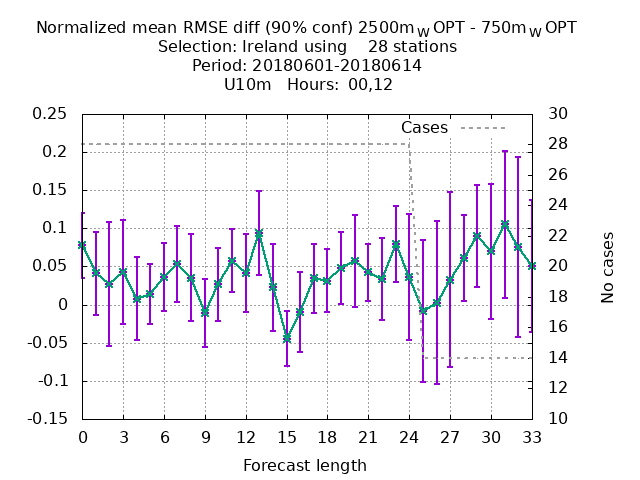 Normalized mean RMSE diff (90% conf) 2500m_W OPT - 750m_W OPT
Selection: Ireland using    28 stations
Period: 20180601-20180614
U10m   Hours:  00,12
Cases
0.25
0.2
0.15
0.1
0.05
0
-0.05
-0.1
-0.15
30
28
26
24
22
20
18
16
14
12
10
No cases
0 3 6 9 12 15 18 21 24 27 30 33
Forecast length